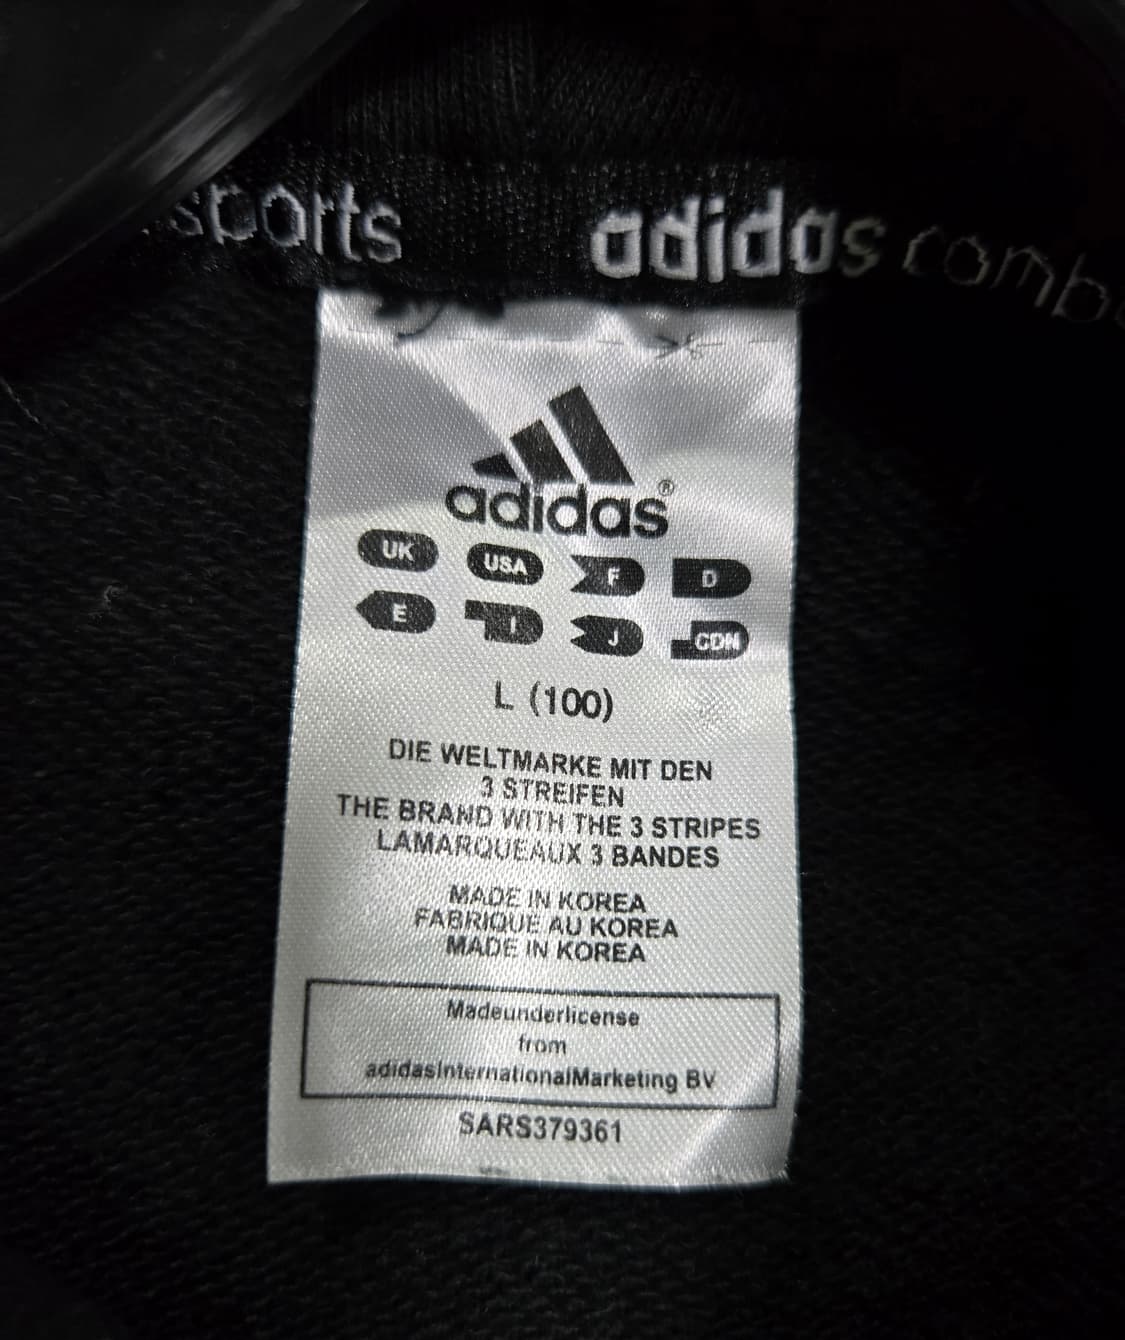 sports adidas comb
adidas®
UK USA F D
E I J CDN
L (100)
DIE WELTMARKE MIT DEN
3 STREIFEN
THE BRAND WITH THE 3 STRIPES
LAMARQUEAUX 3 BANDES
MADE IN KOREA
FABRIQUE AU KOREA
MADE IN KOREA
Madeunderlicense
from
adidasInternationalMarketing BV
SARS379361